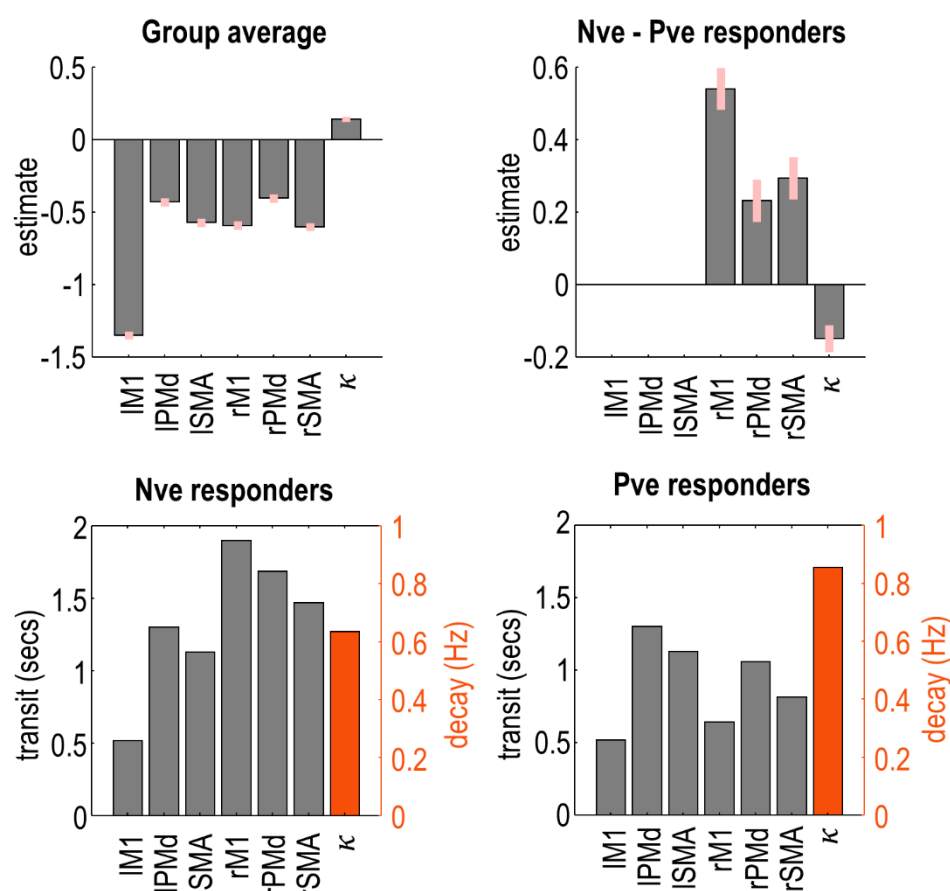 Group average
0.5
0
-0.5
-1
-1.5
estimate
lM1
lPMd
lSMA
rM1
rPMd
rSMA
κ
Nve - Pve responders
0.6
0.4
0.2
0
-0.2
estimate
lM1
lPMd
lSMA
rM1
rPMd
rSMA
κ
Nve responders
2
1.5
1
0.5
0
transit (secs)
1
0.8
0.6
0.4
0.2
0
decay (Hz)
lM1
lPMd
SMA
rM1
rPMd
SMA
κ
Pve responders
2
1.5
1
0.5
0
transit (secs)
1
0.8
0.6
0.4
0.2
0
decay (Hz)
lM1
lPMd
lSMA
rM1
rPMd
rSMA
κ